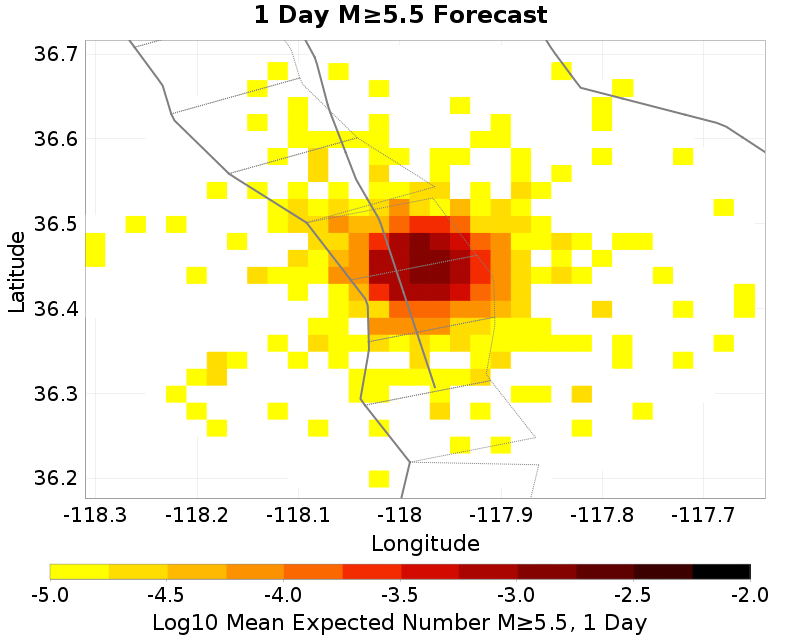 1 Day M≥5.5 Forecast
36.7
36.6
36.5
36.4
36.3
36.2
Latitude
-118.3 -118.2 -118.1 -118 -117.9 -117.8 -117.7
Longitude
-5.0 -4.5 -4.0 -3.5 -3.0 -2.5 -2.0
Log10 Mean Expected Number M≥5.5, 1 Day